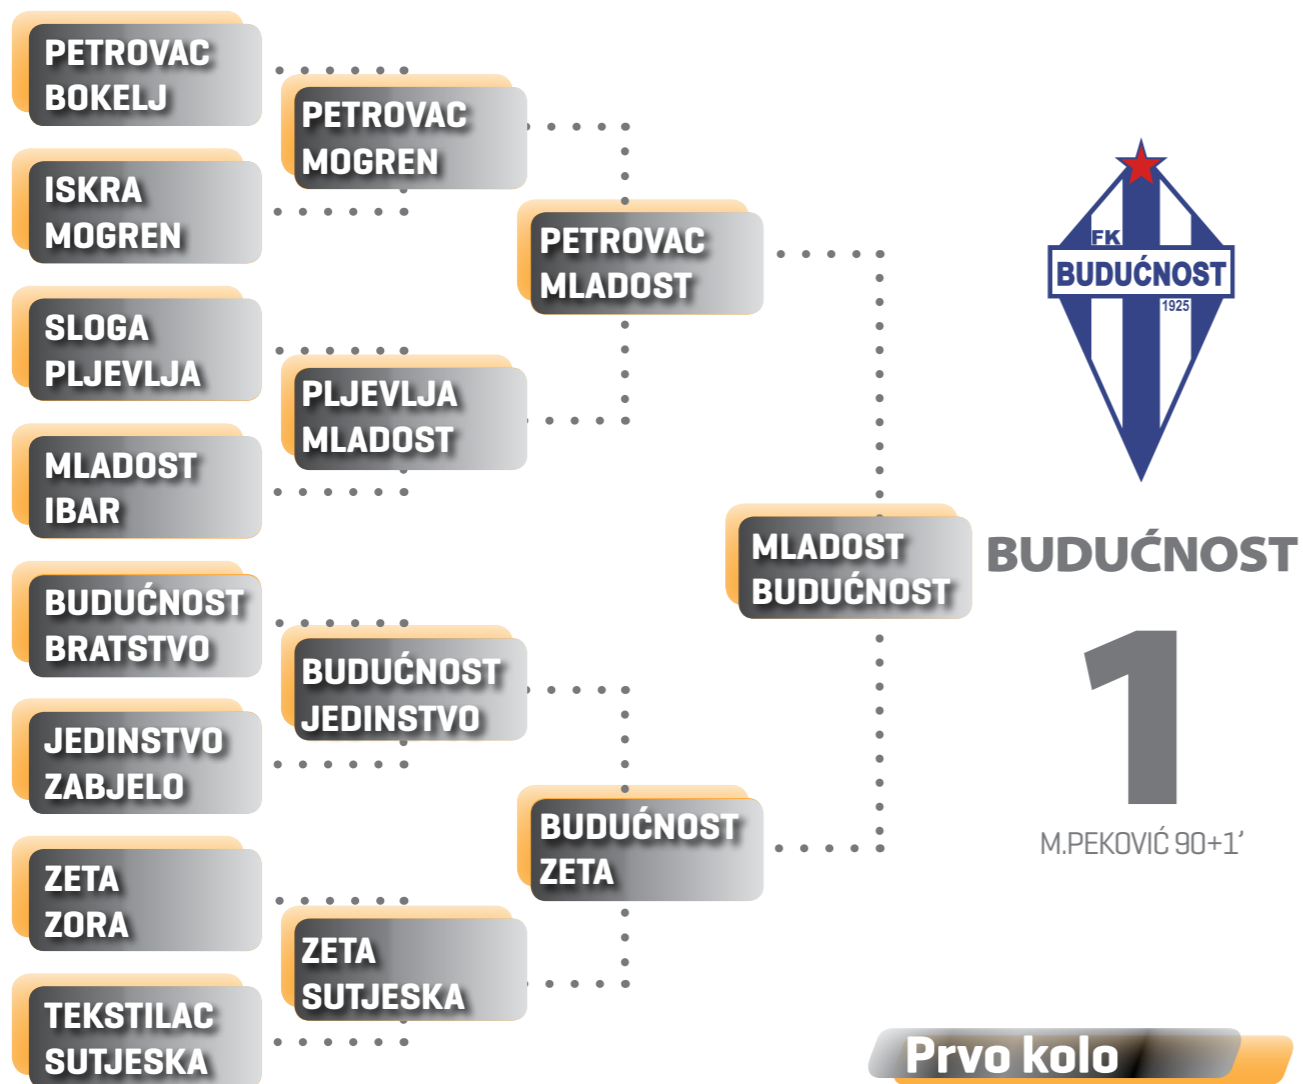 PETROVAC
BOKELJ
ISKRA
MOGREN
SLOGA
PLJEVLJA
MLADOST
IBAR
BUDUĆNOST
BRATSTVO
JEDINSTVO
ZABJELO
ZETA
ZORA
TEKSTILAC
SUTJESKA
PETROVAC
MOGREN
PLJEVLJA
MLADOST
BUDUĆNOST
JEDINSTVO
ZETA
SUTJESKA
PETROVAC
MLADOST
BUDUĆNOST
ZETA
MLADOST
BUDUĆNOST
FK
BUDUĆNOST
1925
BUDUĆNOST
1
M.PEKOVIĆ 90+1’
Prvo kolo